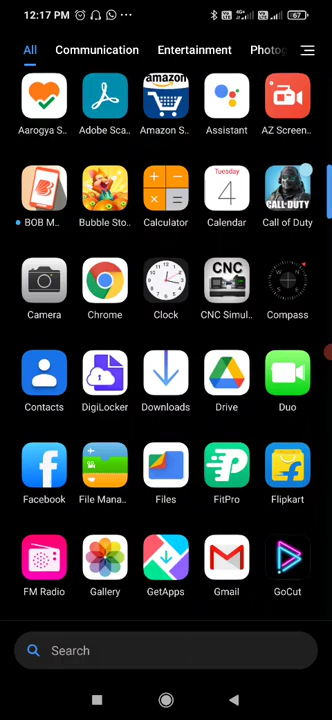 12:17 PM
4G+
67
All Communication Entertainment Photog
amazon
Aarogya S.. Adobe Sca.. Amazon S.. Assistant AZ Screen..
Tuesday
4
CALL OF DUTY
BOB M.. Bubble Sto.. Calculator Calendar Call of Duty
CNC
Camera Chrome Clock CNC Simul.. Compass
Contacts DigiLocker Downloads Drive Duo
Facebook File Mana.. Files FitPro Flipkart
FM Radio Gallery GetApps Gmail GoCut
Search